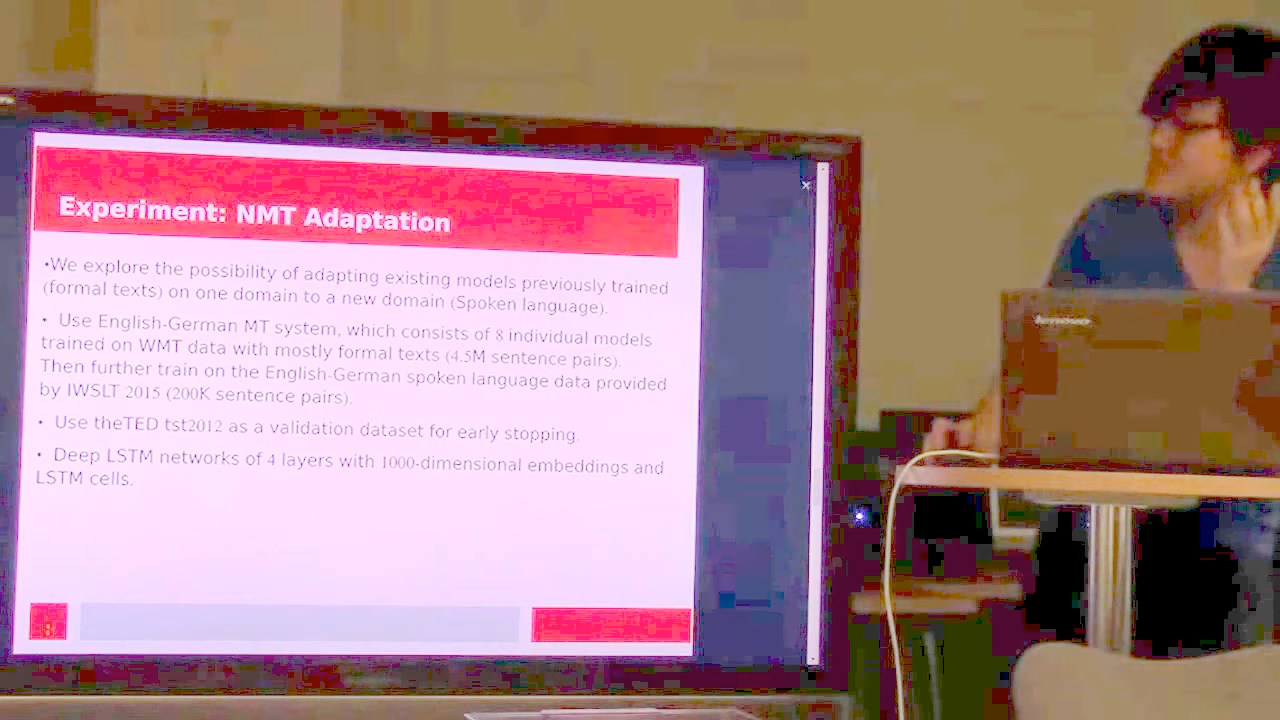 Experiment: NMT Adaptation
•We explore the possibility of adapting existing models previously trained
(formal texts) on one domain to a new domain (Spoken language).
• Use English-German MT system, which consists of 8 individual models
trained on WMT data with mostly formal texts (4.5M sentence pairs).
Then further train on the English-German spoken language data provided
by IWSLT 2015 (200K sentence pairs).
• Use theTED tst2012 as a validation dataset for early stopping.
• Deep LSTM networks of 4 layers with 1000-dimensional embeddings and
LSTM cells.
lenovo